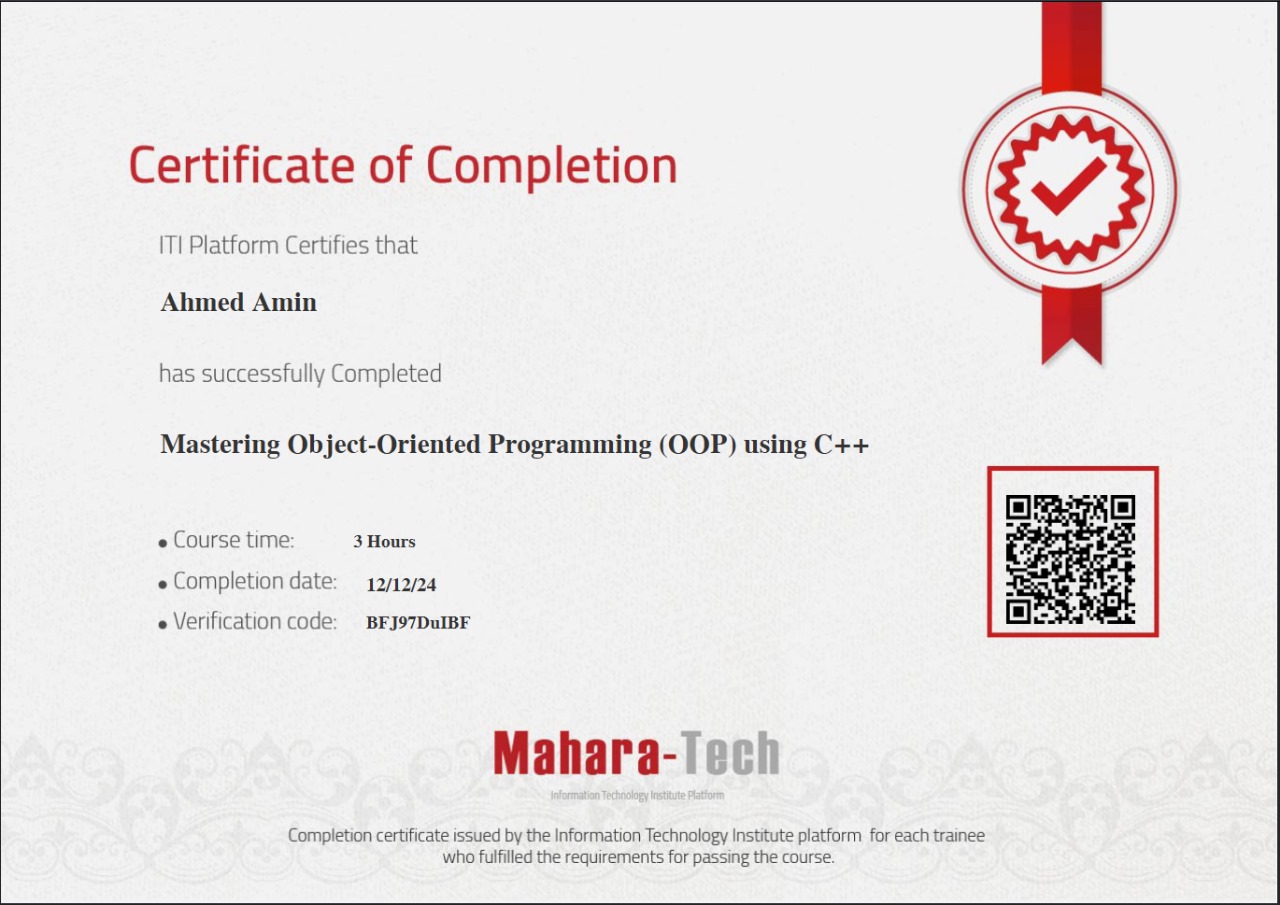 Certificate of Completion
ITI Platform Certifies that
Ahmed Amin
has successfully Completed
Mastering Object-Oriented Programming (OOP) using C++
• Course time: 3 Hours
• Completion date: 12/12/24
• Verification code: BFJ97DuIBF
Mahara-Tech
Information Technology Institute Platform
Completion certificate issued by the Information Technology Institute platform for each trainee
who fulfilled the requirements for passing the course.